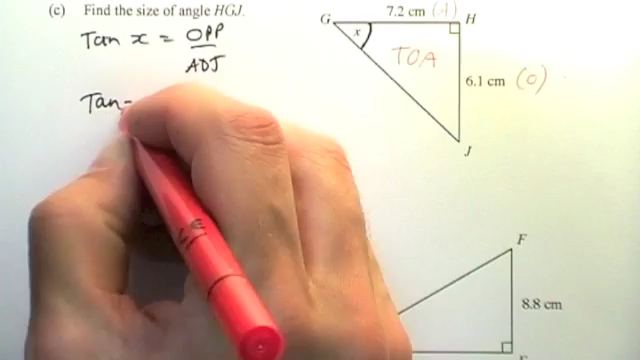 (c) Find the size of angle HGJ.
Tan x = OPP
ADJ
Tan
G
7.2 cm (A)
H
x
TOA
6.1 cm (O)
J
F
8.8 cm